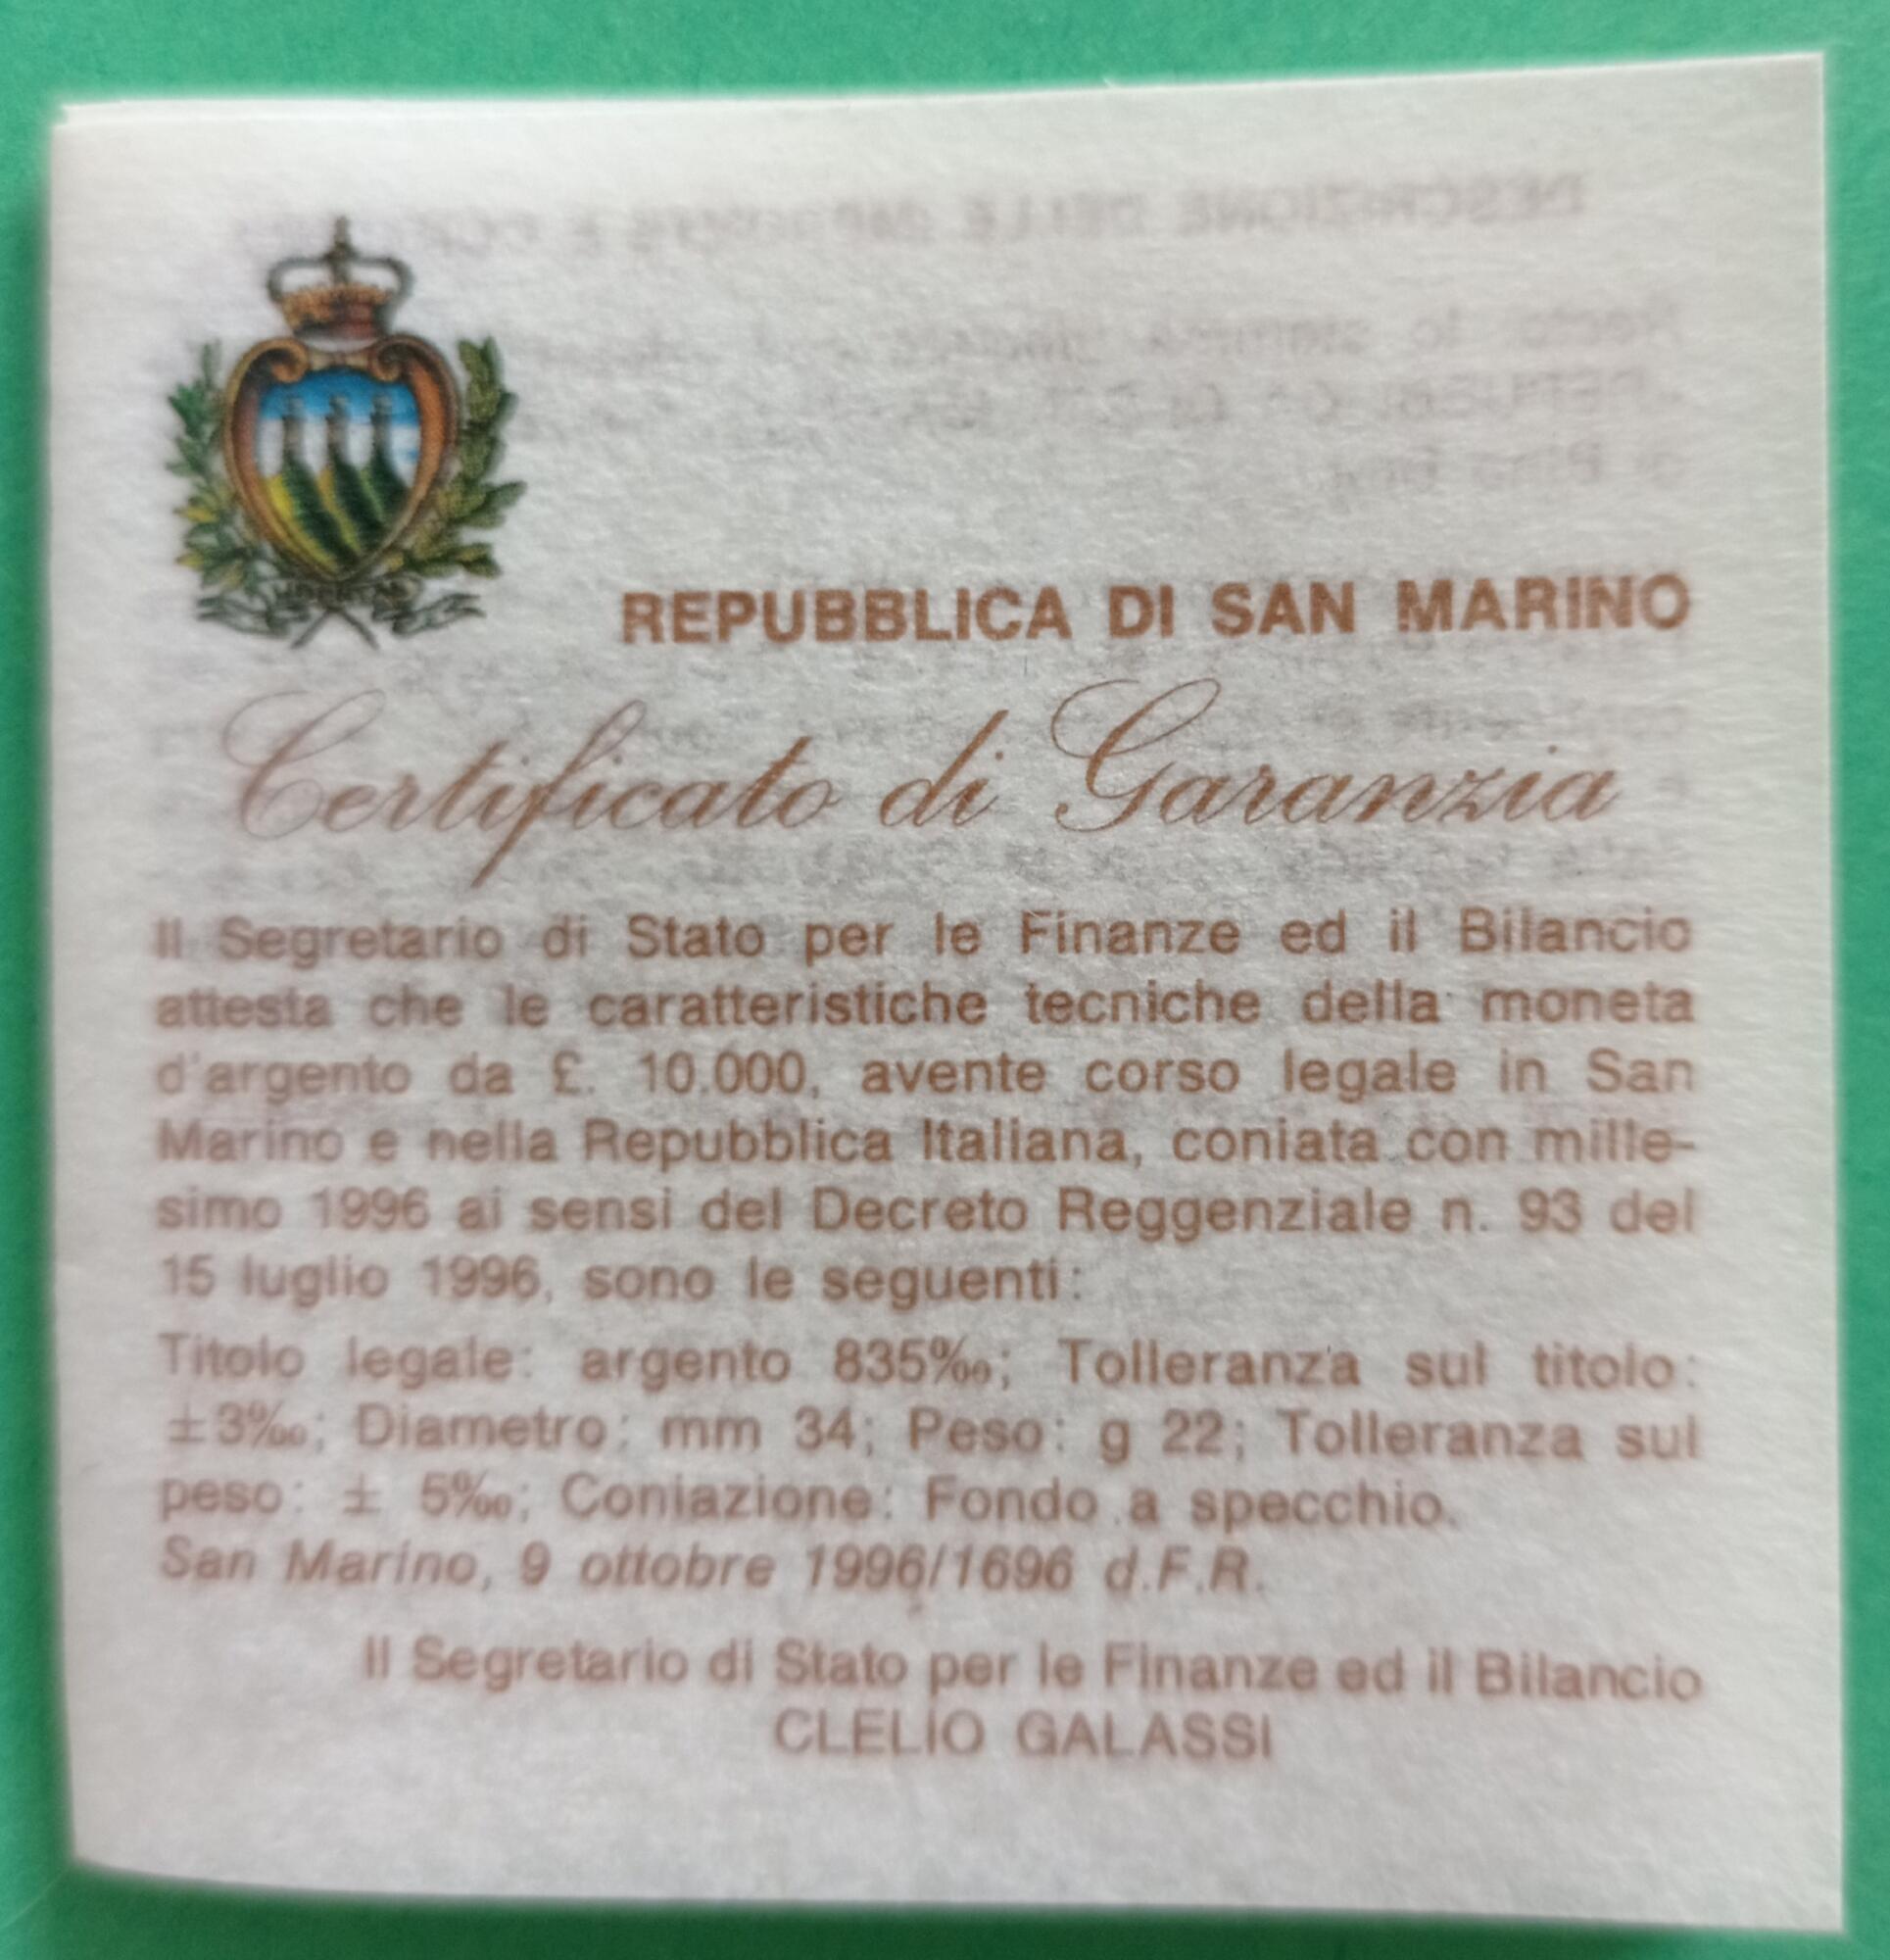 REPUBBLICA DI SAN MARINO
Certificato di Garanzia
Il Segretario di Stato per le Finanze ed il Bilancio
attesta che le caratteristiche tecniche della moneta
d'argento da £. 10.000, avente corso legale in San
Marino e nella Repubblica Italiana, coniata con mille-
simo 1996 ai sensi del Decreto Reggenziale n. 93 del
15 luglio 1996, sono le seguenti:
Titolo legale: argento 835‰; Tolleranza sul titolo:
±3‰; Diametro: mm 34; Peso: g 22; Tolleranza sul
peso: ± 5‰; Coniazione: Fondo a specchio.
San Marino, 9 ottobre 1996/1696 d.F.R.
Il Segretario di Stato per le Finanze ed il Bilancio
CLELIO GALASSI